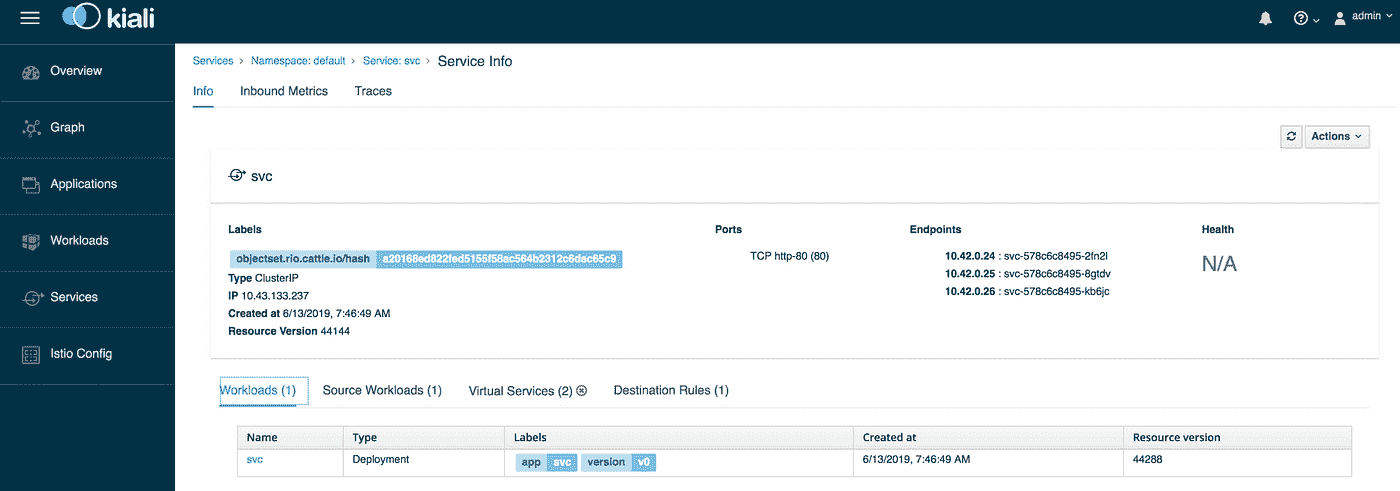 kiali
admin
Overview
Graph
Applications
Workloads
Services
Istio Config
Services > Namespace: default > Service: svc > Service Info
Info Inbound Metrics Traces
Actions
svc
Labels
objectset.rio.cattle.io/hash a20168ed822fed5155f58ac564b2312c6dac65c9
Type ClusterIP
IP 10.43.133.237
Created at 6/13/2019, 7:46:49 AM
Resource Version 44144
Ports
TCP http-80 (80)
Endpoints
10.42.0.24 : svc-578c6c8495-2fn2l
10.42.0.25 : svc-578c6c8495-8gtdv
10.42.0.26 : svc-578c6c8495-kb6jc
Health
N/A
Workloads (1) Source Workloads (1) Virtual Services (2) Destination Rules (1)
Name Type Labels Created at Resource version
svc Deployment app svc version v0 6/13/2019, 7:46:49 AM 44288